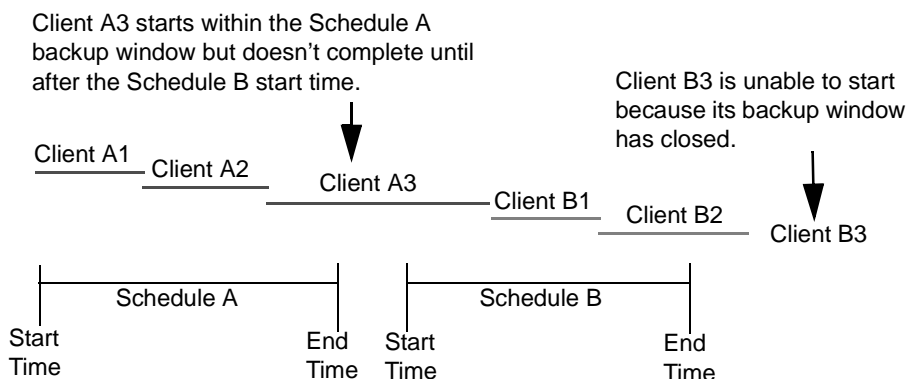 Client A3 starts within the Schedule A
backup window but doesn't complete until
after the Schedule B start time.
Client B3 is unable to start
because its backup window
has closed.
Client A1
Client A2
Client A3
Client B1
Client B2
Client B3
Schedule A
Schedule B
Start
Time
End
Time
Start
Time
End
Time